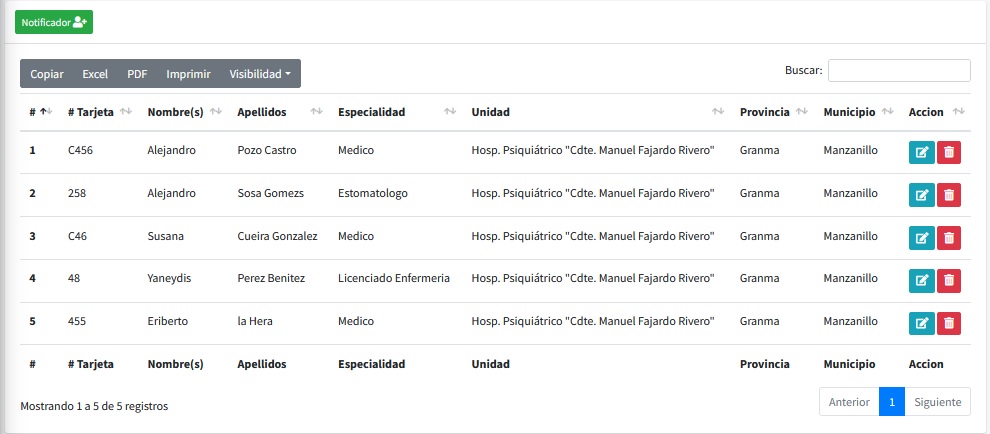 Notificador
Copiar Excel PDF Imprimir Visibilidad
Buscar:
# # Tarjeta Nombre(s) Apellidos Especialidad Unidad Provincia Municipio Accion
1 C456 Alejandro Pozo Castro Medico Hosp. Psiquiátrico "Cdte. Manuel Fajardo Rivero" Granma Manzanillo
2 258 Alejandro Sosa Gomezs Estomatologo Hosp. Psiquiátrico "Cdte. Manuel Fajardo Rivero" Granma Manzanillo
3 C46 Susana Cueira Gonzalez Medico Hosp. Psiquiátrico "Cdte. Manuel Fajardo Rivero" Granma Manzanillo
4 48 Yaneydis Perez Benitez Licenciado Enfermeria Hosp. Psiquiátrico "Cdte. Manuel Fajardo Rivero" Granma Manzanillo
5 455 Eriberto la Hera Medico Hosp. Psiquiátrico "Cdte. Manuel Fajardo Rivero" Granma Manzanillo
# # Tarjeta Nombre(s) Apellidos Especialidad Unidad Provincia Municipio Accion
Mostrando 1 a 5 de 5 registros
Anterior 1 Siguiente